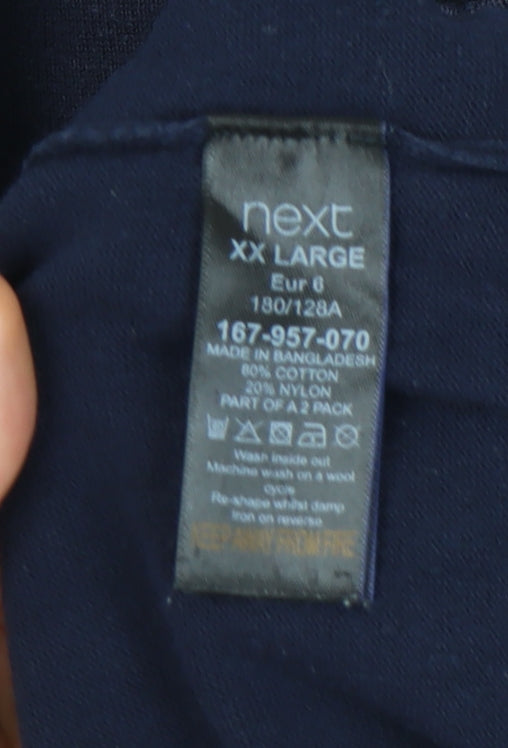 next
XX LARGE
Eur 6
180/128A
167-957-070
MADE IN BANGLADESH
80% COTTON
20% NYLON
PART OF A 2 PACK
Wash inside out
Machine wash on a wool
cycle
Re-shape whilst damp
Iron on reverse
KEEP AWAY FROM FIRE